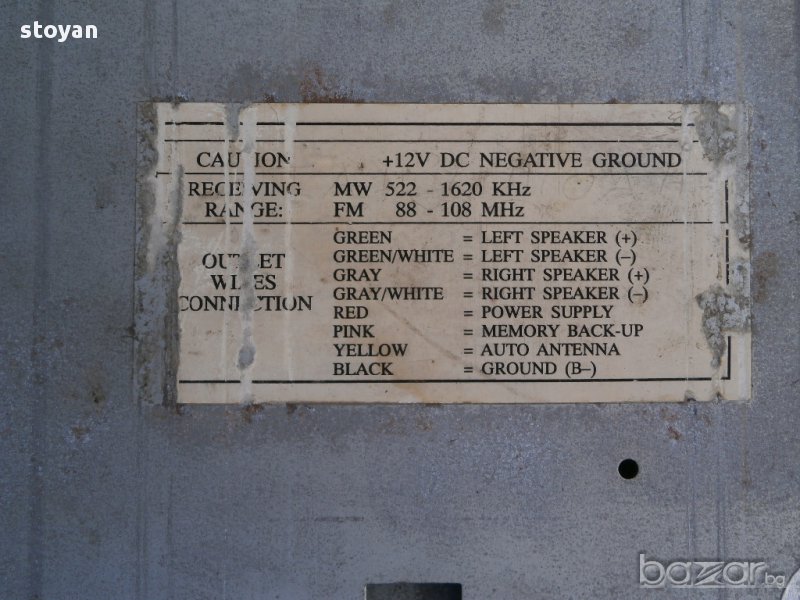 stoyan
CAUTION +12V DC NEGATIVE GROUND
RECEIVING MW 522 - 1620 KHz
RANGE: FM 88 - 108 MHz
OUTLET WIRES CONNECTION
GREEN = LEFT SPEAKER (+)
GREEN/WHITE = LEFT SPEAKER (–)
GRAY = RIGHT SPEAKER (+)
GRAY/WHITE = RIGHT SPEAKER (–)
RED = POWER SUPPLY
PINK = MEMORY BACK-UP
YELLOW = AUTO ANTENNA
BLACK = GROUND (B–)
bazar.bg